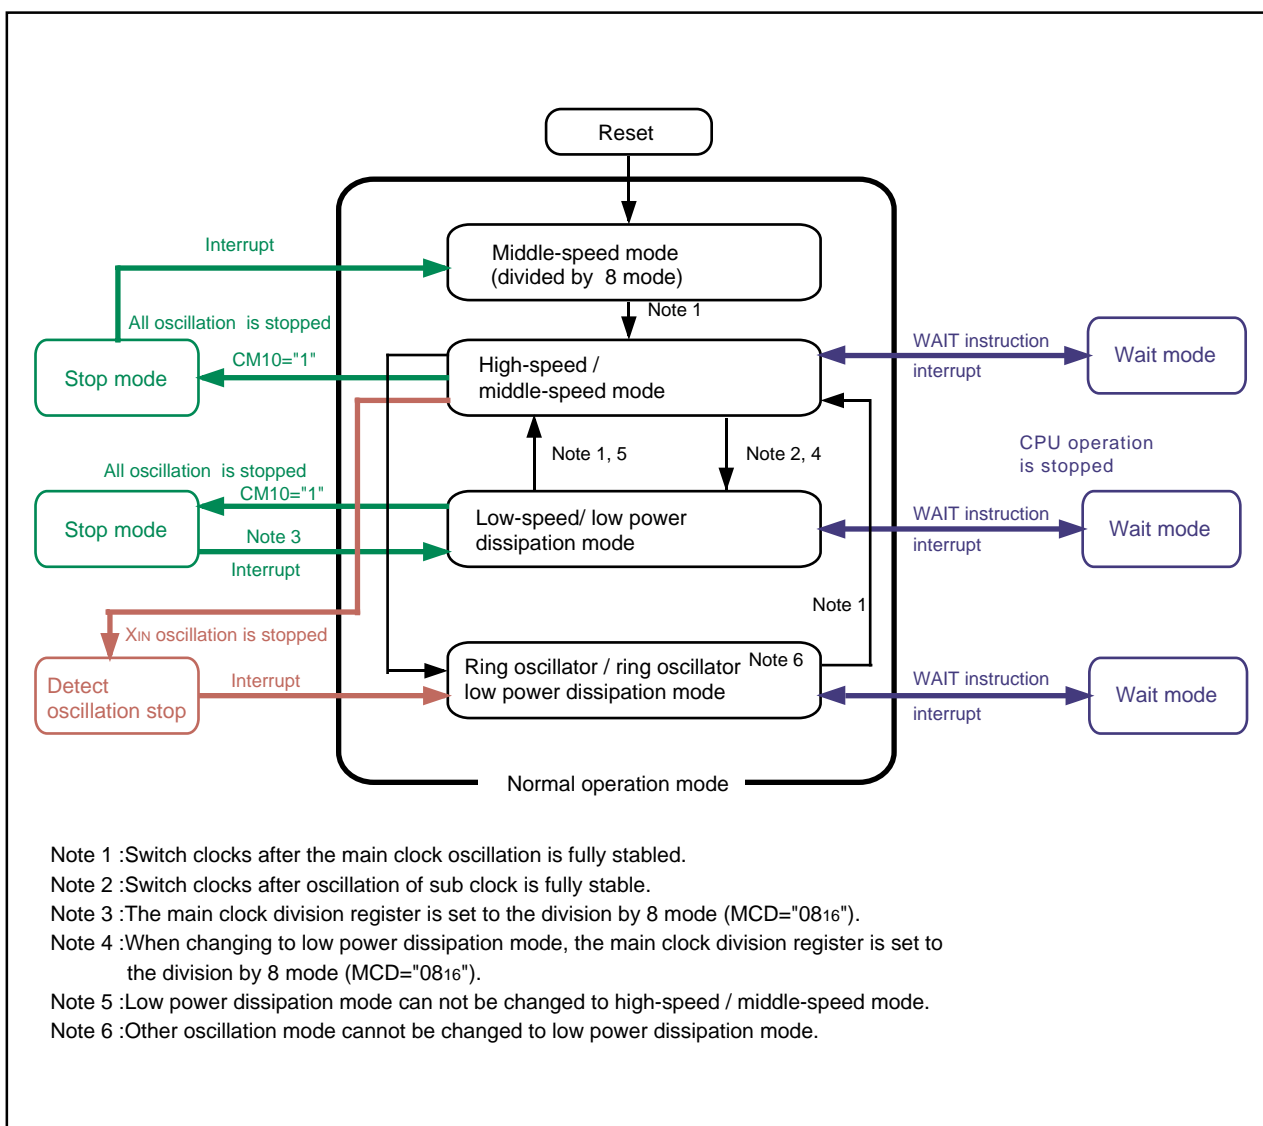 Reset
Interrupt
Middle-speed mode
(divided by  8 mode)
Note 1
All oscillation  is stopped
CM10="1"
Stop mode
High-speed /
middle-speed mode
WAIT instruction
interrupt
Wait mode
Note 1, 5
Note 2, 4
CPU operation
is stopped
All oscillation  is stopped
CM10="1"
Stop mode
Note 3
Interrupt
Low-speed/ low power
dissipation mode
WAIT instruction
interrupt
Wait mode
Note 1
XIN oscillation is stopped
Detect
oscillation stop
Interrupt
Ring oscillator / ring oscillator Note 6
low power dissipation mode
WAIT instruction
interrupt
Wait mode
Normal operation mode
Note 1 :Switch clocks after the main clock oscillation is fully stabled.
Note 2 :Switch clocks after oscillation of sub clock is fully stable.
Note 3 :The main clock division register is set to the division by 8 mode (MCD="0816").
Note 4 :When changing to low power dissipation mode, the main clock division register is set to
the division by 8 mode (MCD="0816").
Note 5 :Low power dissipation mode can not be changed to high-speed / middle-speed mode.
Note 6 :Other oscillation mode cannot be changed to low power dissipation mode.